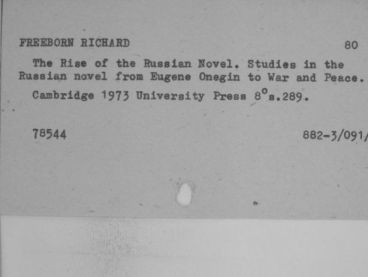 FREEBORN RICHARD 80
The Rise of the Russian Novel. Studies in the
Russian novel from Eugene Onegin to War and Peace.
Cambridge 1973 University Press 8°s.289.
78544 882-3/091/